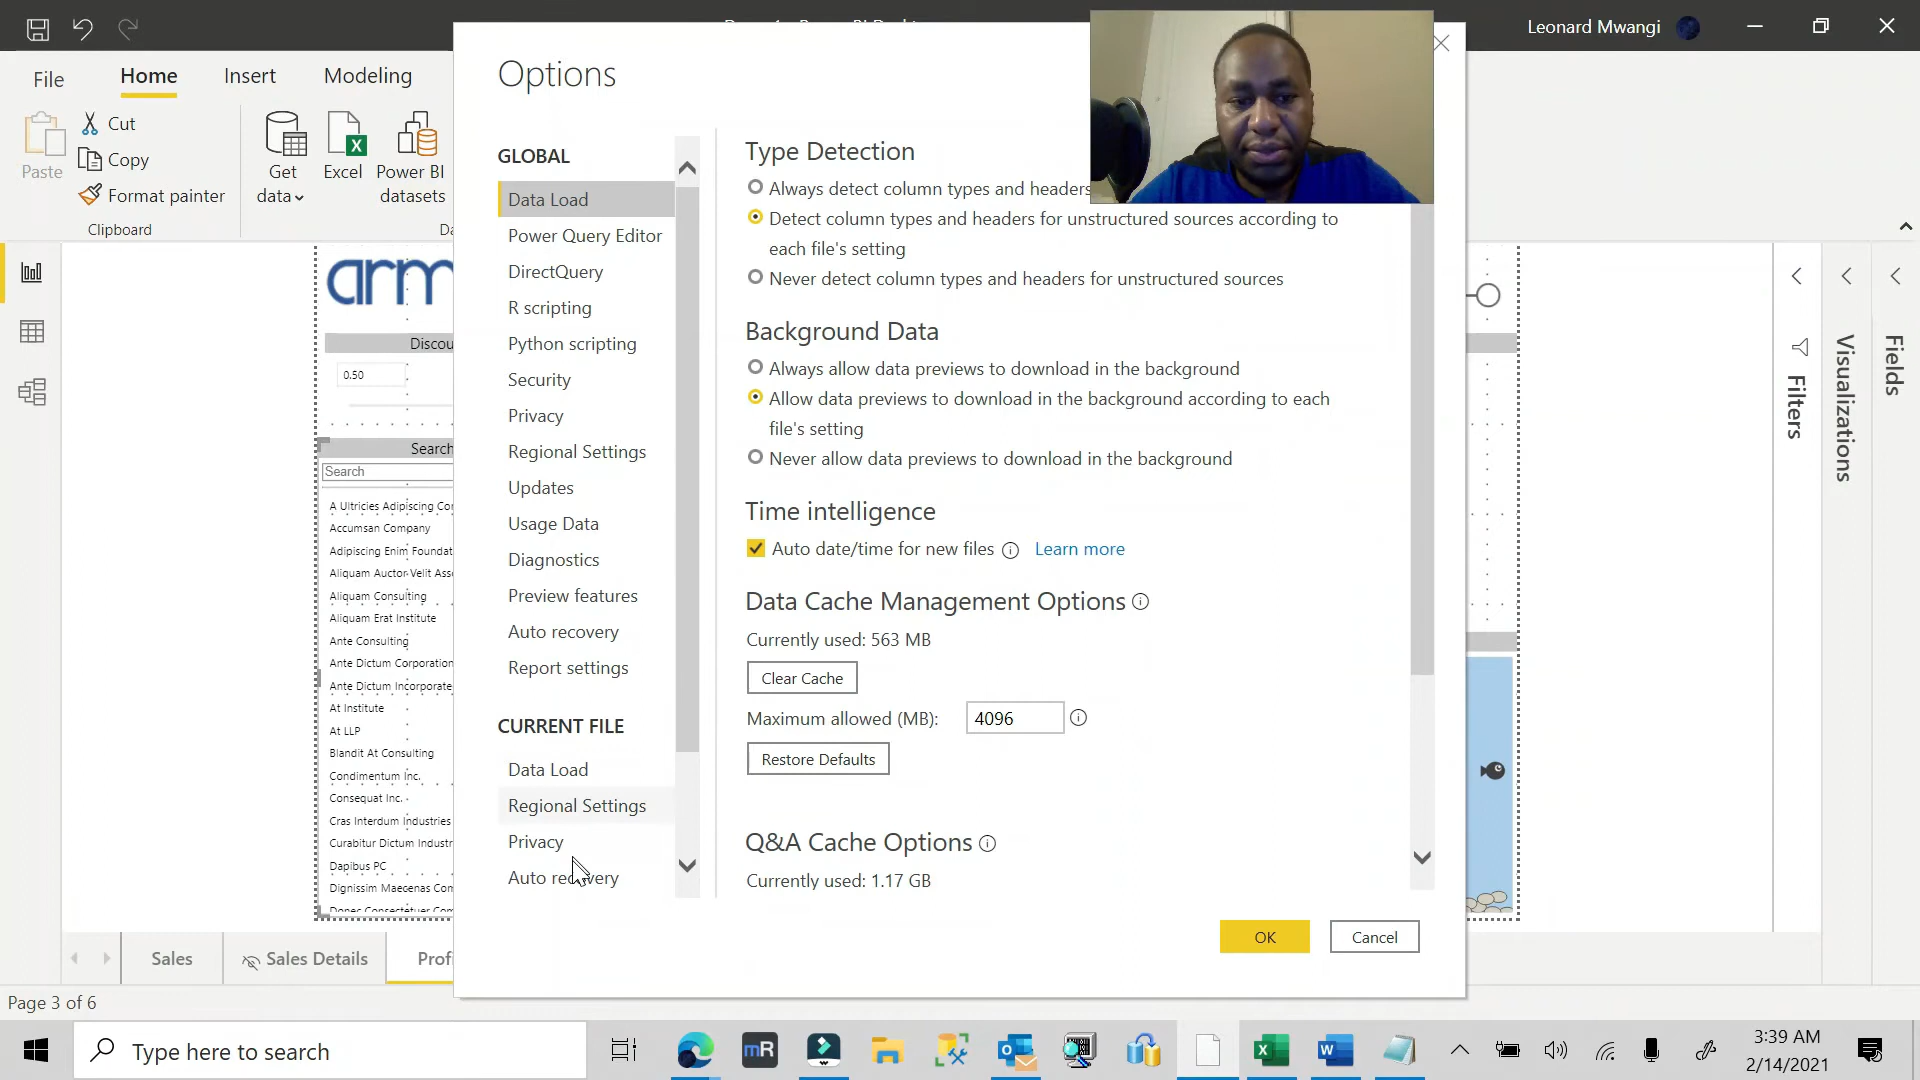 Leonard Mwangi
File
Home
Insert
Modeling
Paste
Cut
Copy
Format painter
Clipboard
Get
data
Excel
Power BI
datasets
Da
arm
Discou
0.50
Search
Search
A Ultricies Adipiscing Cor
Accumsan Company
Adipiscing Enim Foundat
Aliquam Auctor Velit Ass
Aliquam Consulting
Aliquam Erat Institute
Ante Consulting
Ante Dictum Corporation
Ante Dictum Incorporate
At Institute
At LLP
Blandit At Consulting
Condimentum Inc.
Consequat Inc.
Cras Interdum Industries
Curabitur Dictum Industr
Dapibus PC
Dignissim Maecenas Com
Donec Consectetuer Com
Options
GLOBAL
Data Load
Power Query Editor
DirectQuery
R scripting
Python scripting
Security
Privacy
Regional Settings
Updates
Usage Data
Diagnostics
Preview features
Auto recovery
Report settings
CURRENT FILE
Data Load
Regional Settings
Privacy
Auto recovery
Type Detection
Always detect column types and headers
Detect column types and headers for unstructured sources according to
each file's setting
Never detect column types and headers for unstructured sources
Background Data
Always allow data previews to download in the background
Allow data previews to download in the background according to each
file's setting
Never allow data previews to download in the background
Time intelligence
Auto date/time for new files Learn more
Data Cache Management Options
Currently used: 563 MB
Clear Cache
Maximum allowed (MB): 4096
Restore Defaults
Q&A Cache Options
Currently used: 1.17 GB
OK
Cancel
Filters
Visualizations
Fields
Sales
Sales Details
Prof
Page 3 of 6
Type here to search
mR
3:39 AM
2/14/2021